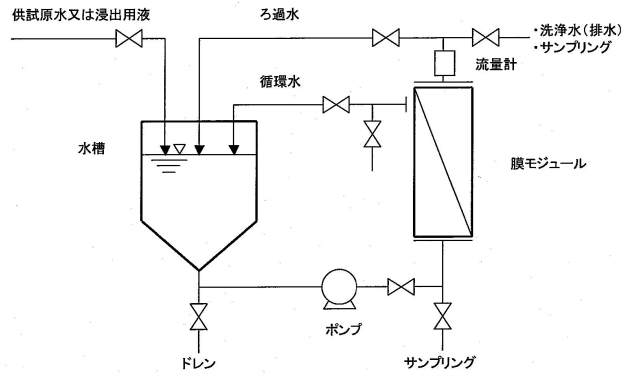 供試原水又は浸出用液
ろ過水
・洗浄水(排水)
・サンプリング
流量計
循環水
水槽
膜モジュール
ポンプ
ドレン
サンプリング